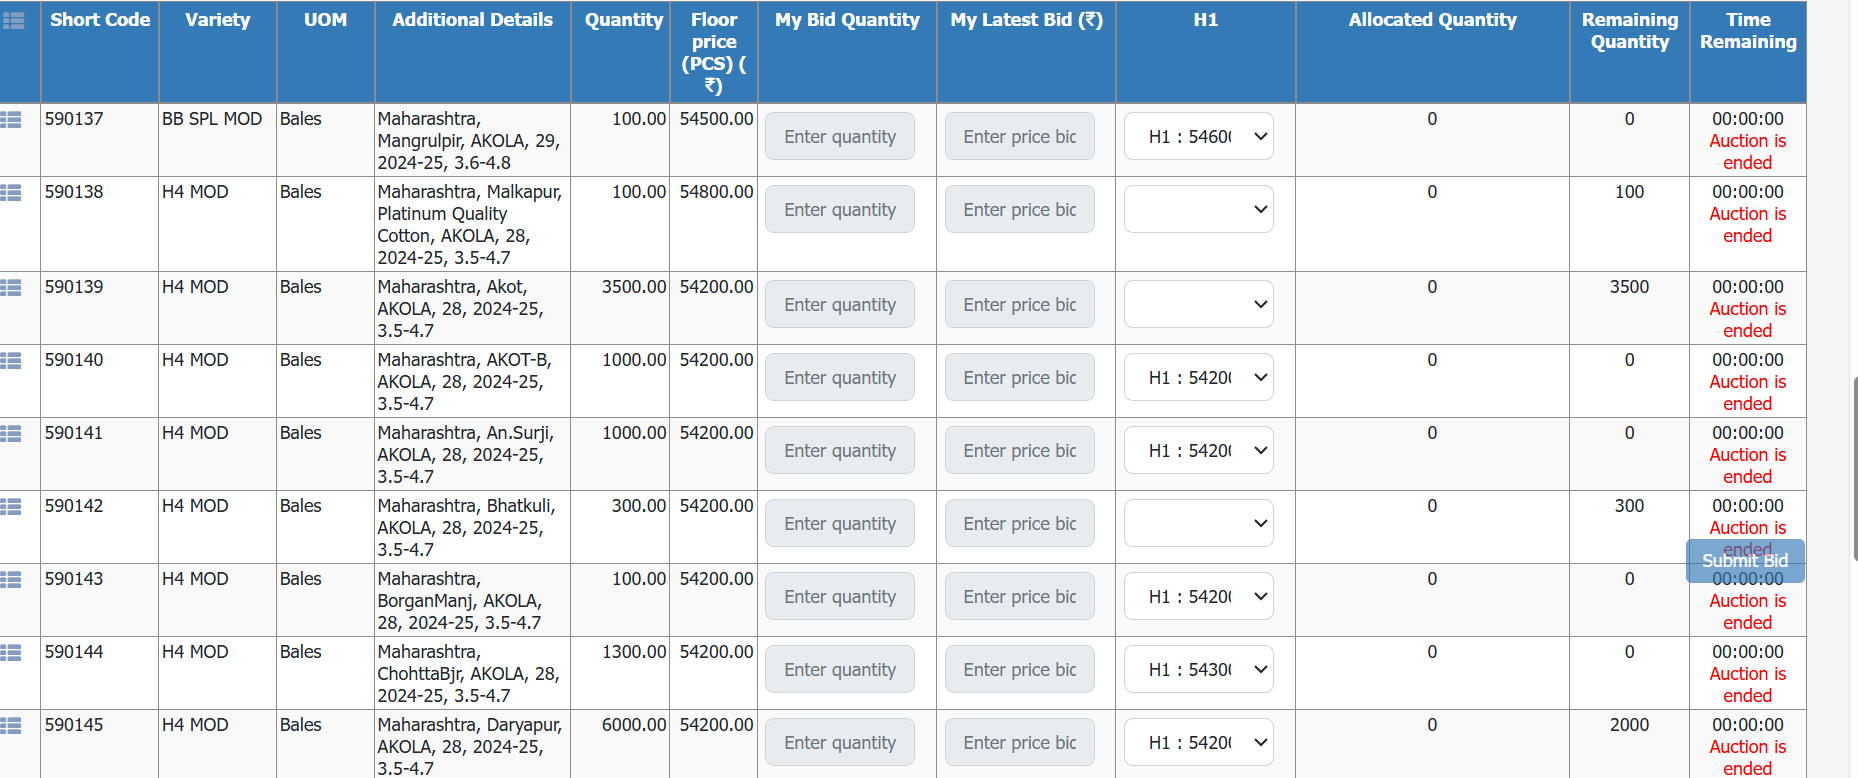 Short Code Variety UOM Additional Details Quantity Floor price (PCS) ( ₹) My Bid Quantity My Latest Bid (₹) H1 Allocated Quantity Remaining Quantity Time Remaining
590137 BB SPL MOD Bales Maharashtra, 100.00 54500.00 Enter quantity Enter price bic H1 : 5460( 0 0 00:00:00
Mangrulpir, AKOLA, 29, Auction is
2024-25, 3.6-4.8 ended
590138 H4 MOD Bales Maharashtra, Malkapur, 100.00 54800.00 Enter quantity Enter price bic 0 100 00:00:00
Platinum Quality Auction is
Cotton, AKOLA, 28, ended
2024-25, 3.5-4.7
590139 H4 MOD Bales Maharashtra, Akot, 3500.00 54200.00 Enter quantity Enter price bic 0 3500 00:00:00
AKOLA, 28, 2024-25, Auction is
3.5-4.7 ended
590140 H4 MOD Bales Maharashtra, AKOT-B, 1000.00 54200.00 Enter quantity Enter price bic H1 : 5420( 0 0 00:00:00
AKOLA, 28, 2024-25, Auction is
3.5-4.7 ended
590141 H4 MOD Bales Maharashtra, An.Surji, 1000.00 54200.00 Enter quantity Enter price bic H1 : 5420( 0 0 00:00:00
AKOLA, 28, 2024-25, Auction is
3.5-4.7 ended
590142 H4 MOD Bales Maharashtra, Bhatkuli, 300.00 54200.00 Enter quantity Enter price bic 0 300 00:00:00
AKOLA, 28, 2024-25, Auction is
3.5-4.7 ended
Submit Bid
590143 H4 MOD Bales Maharashtra, 100.00 54200.00 Enter quantity Enter price bic H1 : 5420( 0 0 00:00:00
BorganManj, AKOLA, Auction is
28, 2024-25, 3.5-4.7 ended
590144 H4 MOD Bales Maharashtra, 1300.00 54200.00 Enter quantity Enter price bic H1 : 5430( 0 0 00:00:00
ChohttaBjr, AKOLA, 28, Auction is
2024-25, 3.5-4.7 ended
590145 H4 MOD Bales Maharashtra, Daryapur, 6000.00 54200.00 Enter quantity Enter price bic H1 : 5420( 0 2000 00:00:00
AKOLA, 28, 2024-25, Auction is
3.5-4.7 ended